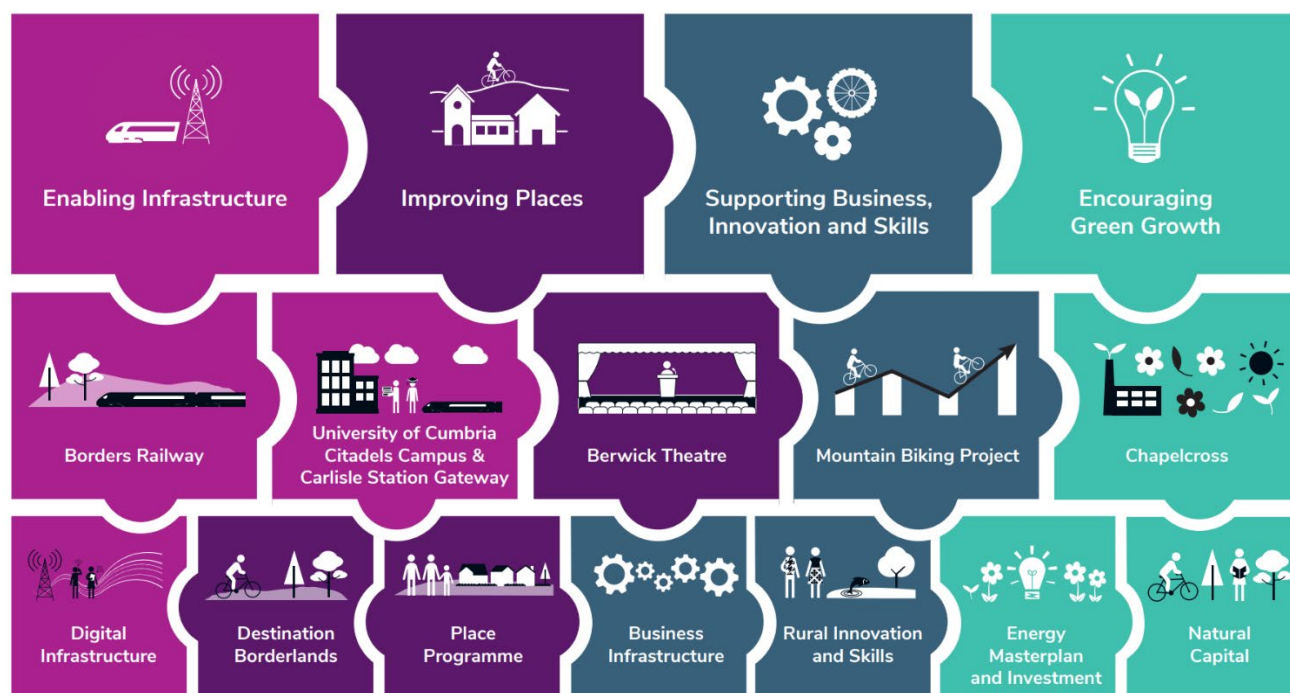 Enabling Infrastructure
Improving Places
Supporting Business,
Innovation and Skills
Encouraging
Green Growth
Borders Railway
University of Cumbria
Citadels Campus &
Carlisle Station Gateway
Berwick Theatre
Mountain Biking Project
Chapelcross
Digital
Infrastructure
Destination
Borderlands
Place
Programme
Business
Infrastructure
Rural Innovation
and Skills
Energy
Masterplan
and Investment
Natural
Capital